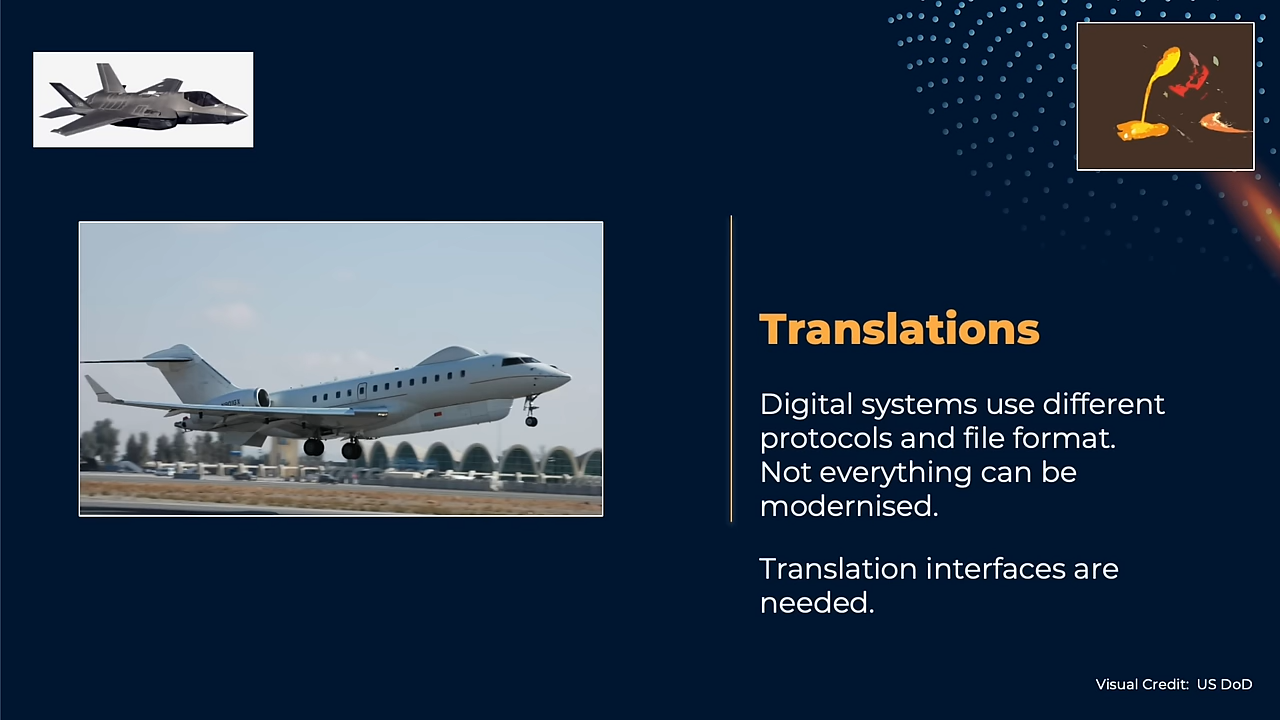 Translations
Digital systems use different
protocols and file format.
Not everything can be
modernised.
Translation interfaces are
needed.
Visual Credit:  US DoD